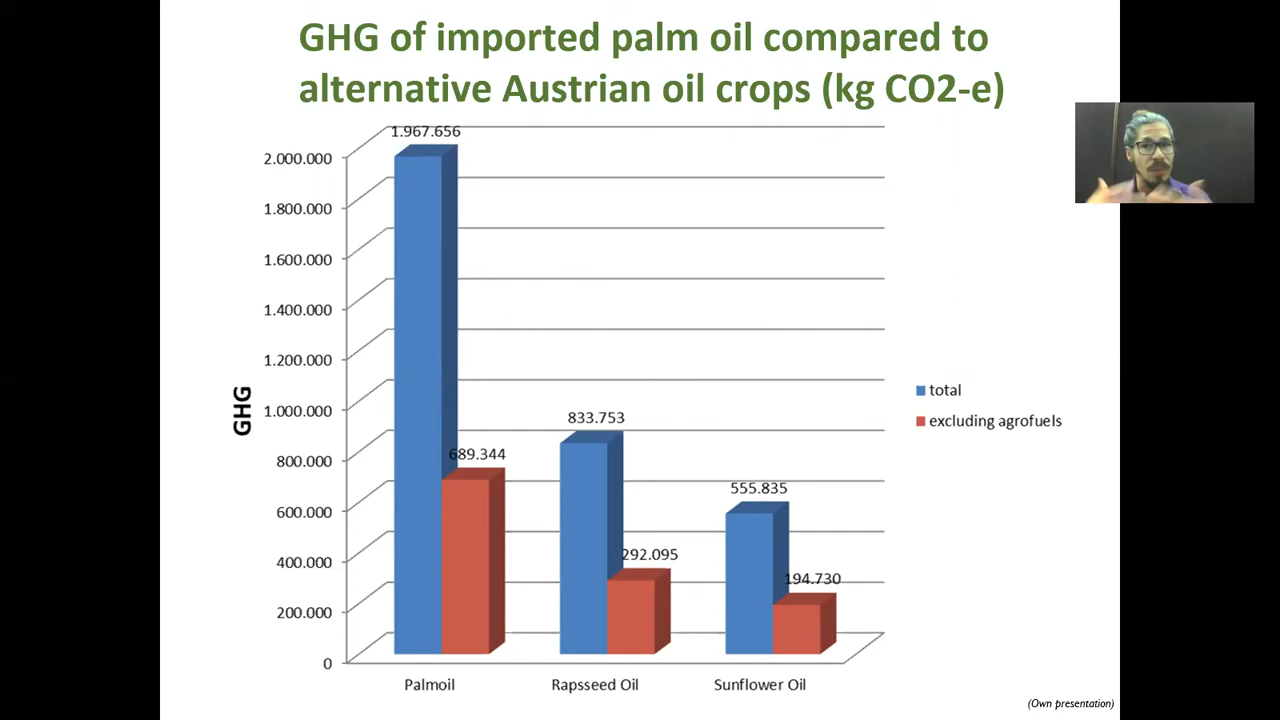 GHG of imported palm oil compared to
alternative Austrian oil crops (kg CO2-e)
1.967.656
2.000.000
1.800.000
1.600.000
1.400.000
1.200.000
1.000.000
800.000
600.000
400.000
200.000
0
GHG
689.344
833.753
292.095
555.835
194.730
total
excluding agrofuels
Palmoil
Rapsseed Oil
Sunflower Oil
(Own presentation)